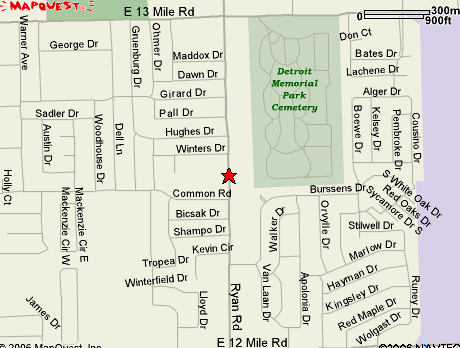 MAPQUEST
E 13 Mile Rd
300m
900ft
Warner Ave
George Dr
Ginenburg Dr
Ohmer Dr
Maddox Dr
Dawn Dr
Girard Dr
Pall Dr
Hughes Dr
Winters Dr
Sadler Dr
Austin Dr
Woodhouse Dr
Dell Ln
Holly Ct
Mackenzie Cir W
Mackenzie Cir E
Common Rd
Bicsak Dr
Shampo Dr
Kevin Cir
Tropea Dr
Winterfield Dr
Lloyd Dr
James Dr
Ryan Rd
E 12 Mile Rd
Detroit
Memorial
Park
Cemetery
Don Ct
Bates Dr
Lachene Dr
Alger Dr
Boewe Dr
Kelsey Dr
Pembroke Dr
Cousino Dr
Burssens Dr
S White Oak Dr
Red Oaks Dr
Sycamore Dr S
Walker Dr
Orvylle Dr
Stilwell Dr
Marlow Dr
Van Laan Dr
Apolonia Dr
Hayman Dr
Kingsley Dr
Red Maple Dr
Wolgast Dr
Runey Dr
© 2006 MapQuest, Inc.
©2006 NAVTEQ